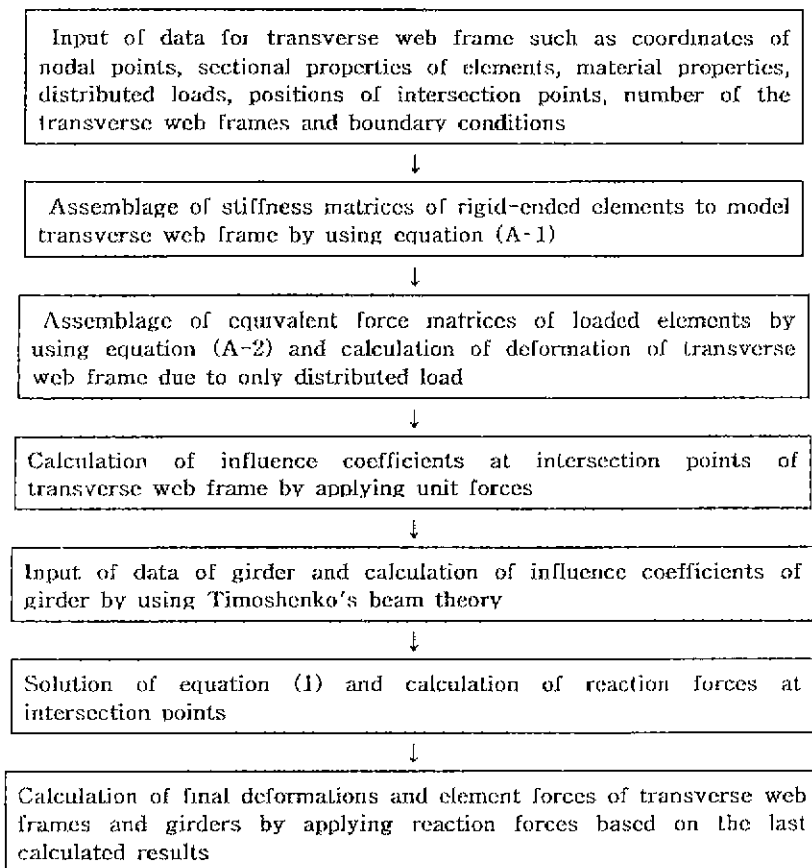 Input of data for transverse web frame such as coordinates of
nodal points, sectional properties of elements, material properties,
distributed loads, positions of intersection points, number of the
transverse web frames and boundary conditions
↓
Assemblage of stiffness matrices of rigid-ended elements to model
transverse web frame by using equation (A-1)
↓
Assemblage of equivalent force matrices of loaded elements by
using equation (A-2) and calculation of deformation of transverse
web frame due to only distributed load
↓
Calculation of influence coefficients at intersection points of
transverse web frame by applying unit forces
↓
Input of data of girder and calculation of influence coefficients of
girder by using Timoshenko's beam theory
↓
Solution of equation (1) and calculation of reaction forces at
intersection points
↓
Calculation of final deformations and element forces of transverse web
frames and girders by applying reaction forces based on the last
calculated results